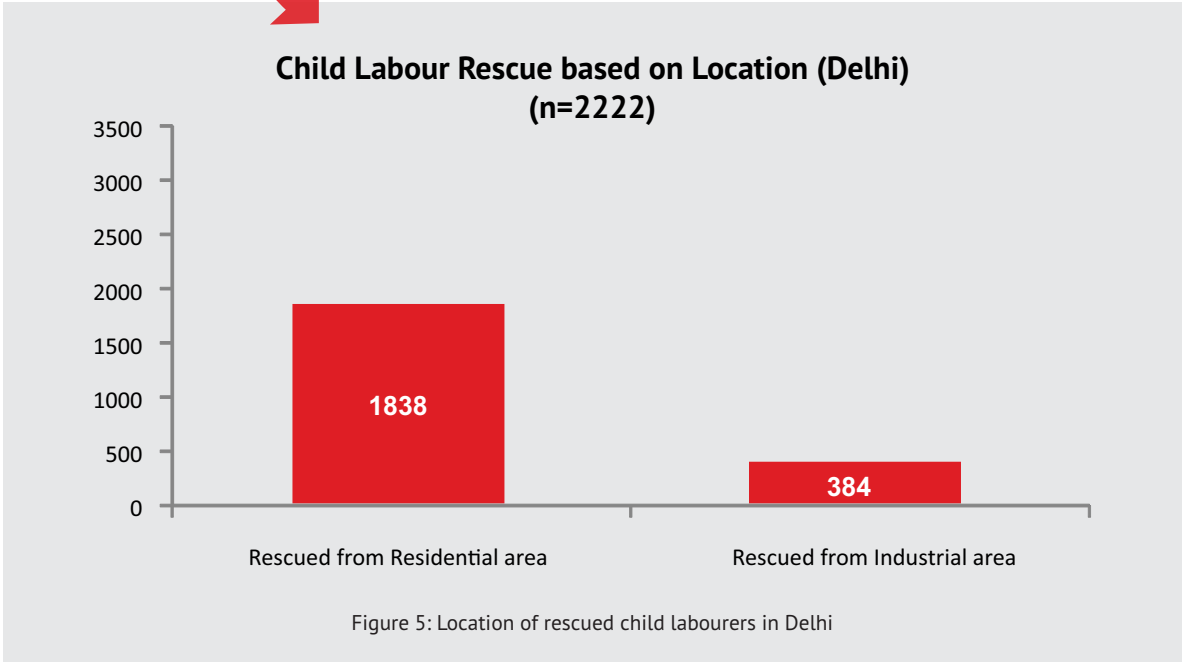 Child Labour Rescue based on Location (Delhi)
(n=2222)
3500
3000
2500
2000
1500
1000
500
0
1838
384
Rescued from Residential area
Rescued from Industrial area
Figure 5: Location of rescued child labourers in Delhi